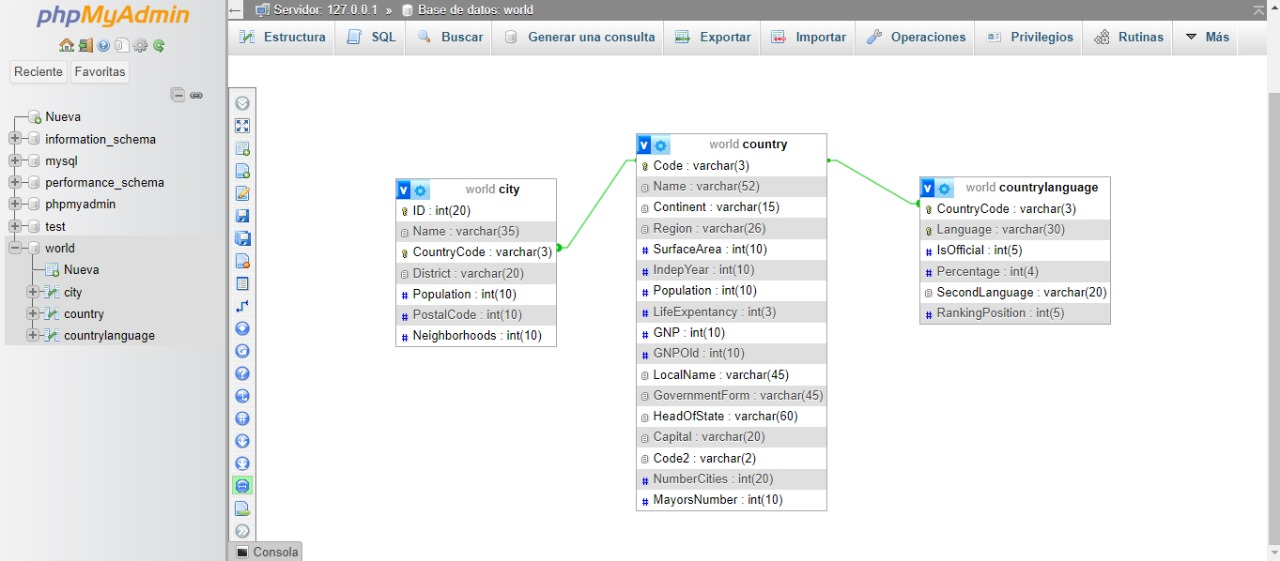 phpMyAdmin
Reciente Favoritas
Nueva
information_schema
mysql
performance_schema
phpmyadmin
test
world
Nueva
city
country
countrylanguage
Servidor: 127.0.0.1 » Base de datos: world
Estructura SQL Buscar Generar una consulta Exportar Importar Operaciones Privilegios Rutinas Más
world city
ID : int(20)
Name : varchar(35)
CountryCode : varchar(3)
District : varchar(20)
Population : int(10)
PostalCode : int(10)
Neighborhoods : int(10)
world country
Code : varchar(3)
Name : varchar(52)
Continent : varchar(15)
Region : varchar(26)
SurfaceArea : int(10)
IndepYear : int(10)
Population : int(10)
LifeExpentancy : int(3)
GNP : int(10)
GNPOld : int(10)
LocalName : varchar(45)
GovernmentForm : varchar(45)
HeadOfState : varchar(60)
Capital : varchar(20)
Code2 : varchar(2)
NumberCities : int(20)
MayorsNumber : int(10)
world countrylanguage
CountryCode : varchar(3)
Language : varchar(30)
IsOfficial : int(5)
Percentage : int(4)
SecondLanguage : varchar(20)
RankingPosition : int(5)
Consola